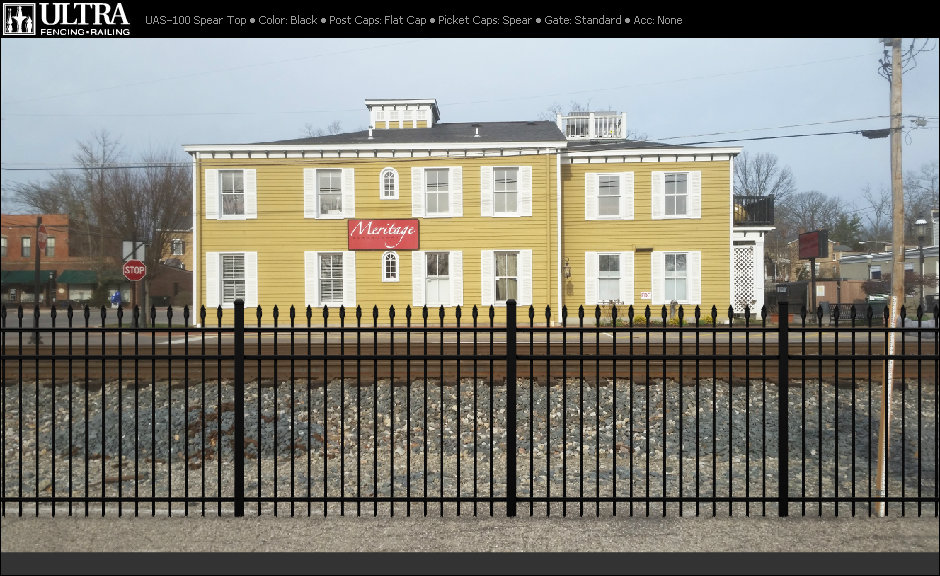 ULTRA
FENCING•RAILING
UAS-100 Spear Top ● Color: Black ● Post Caps: Flat Cap ● Picket Caps: Spear ● Gate: Standard ● Acc: None
Meritage
STOP